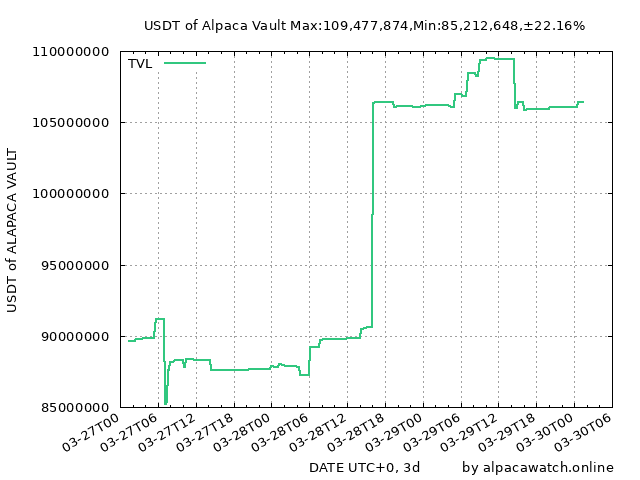 USDT of Alpaca Vault Max:109,477,874,Min:85,212,648,±22.16%
TVL
110000000
105000000
100000000
95000000
90000000
85000000
USDT of ALAPACA VAULT
03-27T00
03-27T06
03-27T12
03-27T18
03-28T00
03-28T06
03-28T12
03-28T18
03-29T00
03-29T06
03-29T12
03-29T18
03-30T00
03-30T06
DATE UTC+0, 3d
by alpacawatch.online